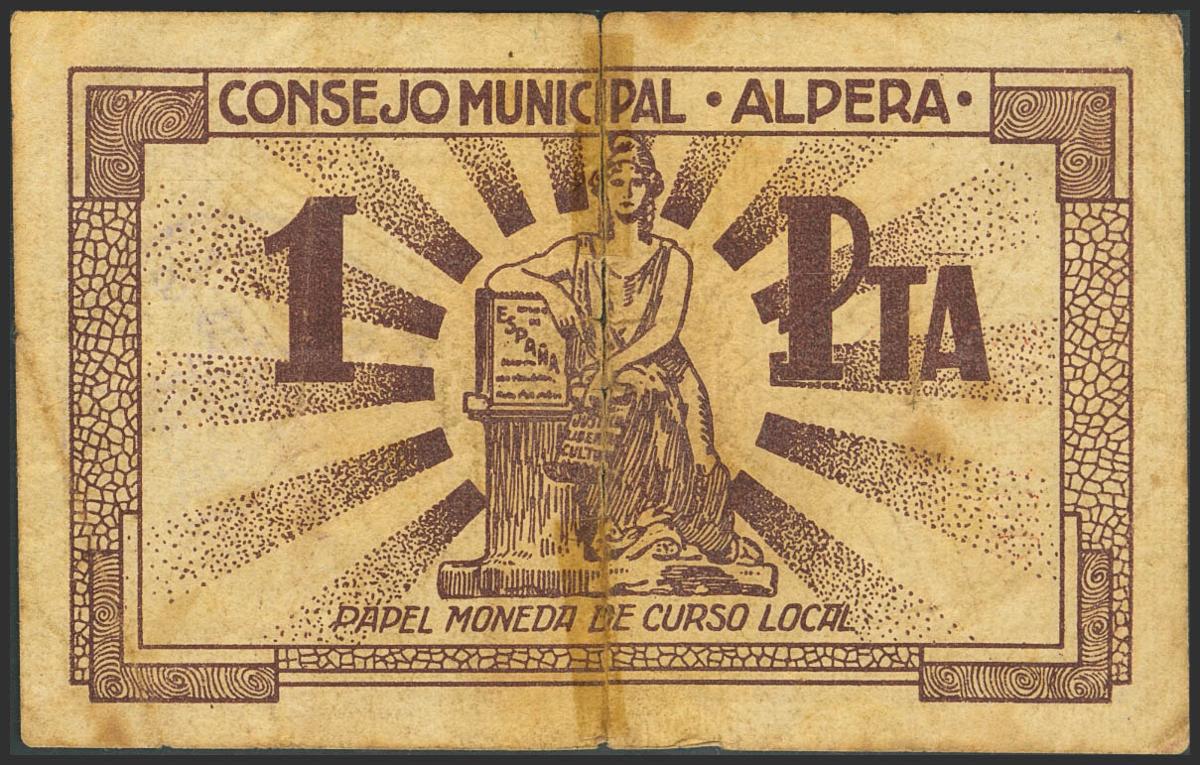 CONSEJO MUNICIPAL · ALPERA ·
1 PTA
ESPAÑA
PAPEL MONEDA DE CURSO LOCAL